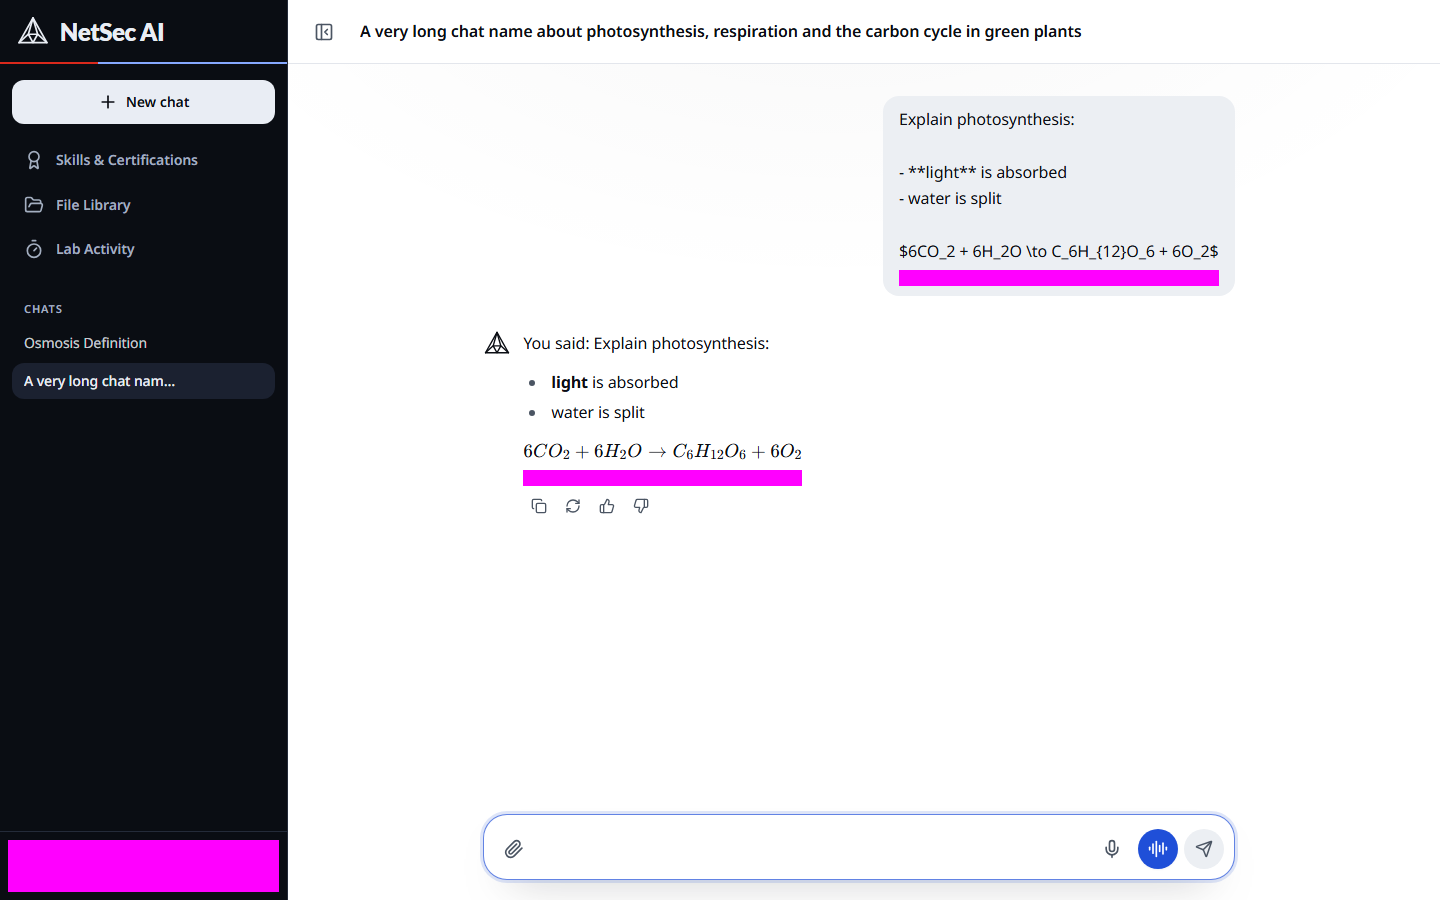 NetSec AI
New chat
Skills & Certifications
File Library
Lab Activity
CHATS
Osmosis Definition
A very long chat nam...
A very long chat name about photosynthesis, respiration and the carbon cycle in green plants
Explain photosynthesis:
- **light** is absorbed
- water is split
$6CO_2 + 6H_2O \to C_6H_{12}O_6 + 6O_2$
You said: Explain photosynthesis:
• light is absorbed
• water is split
6CO₂ + 6H₂O → C₆H₁₂O₆ + 6O₂